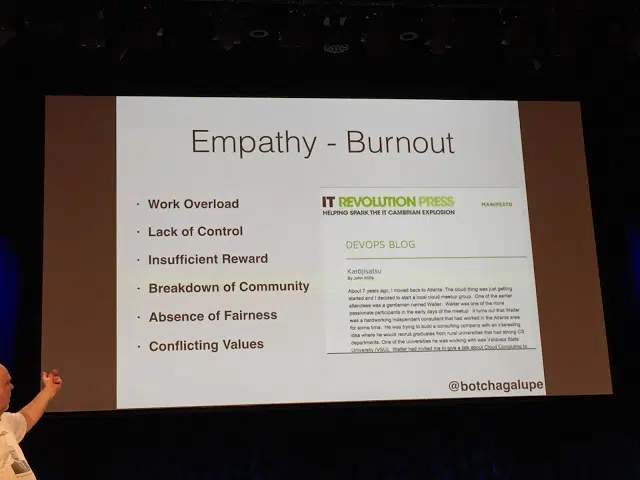 Empathy - Burnout
· Work Overload
· Lack of Control
· Insufficient Reward
· Breakdown of Community
· Absence of Fairness
· Conflicting Values
IT REVOLUTION PRESS
HELPING SPARK THE IT CAMBRIAN EXPLOSION
MANIFESTO
DEVOPS BLOG
Karōjisatsu
By John Willis
About 7 years ago, I moved back to Atlanta. The cloud thing was just getting
started and I decided to start a local cloud meetup group. One of the earlier
attendees was a gentleman named Walter. Walter was one of the more
passionate participants in the early days of the meetup. It turns out that Walter
was a hardworking independent consultant that had worked in the Atlanta area
for some time. He was trying to build a consulting company with an interesting
idea where he would recruit graduates from rural universities that had strong CS
departments. One of the universities he was working with was Valdosta State
University (VSU). Walter had invited me to give a talk about Cloud Computing to
@botchagalupe